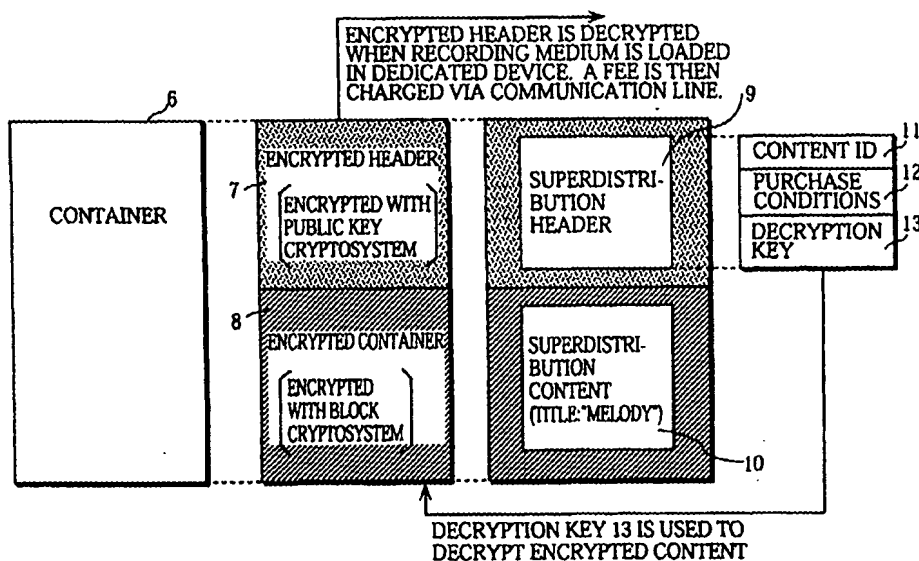 ENCRYPTED HEADER IS DECRYPTED
WHEN RECORDING MEDIUM IS LOADED
IN DEDICATED DEVICE. A FEE IS THEN
CHARGED VIA COMMUNICATION LINE.
6
9
CONTAINER
7
ENCRYPTED HEADER
ENCRYPTED WITH
PUBLIC KEY
CRYPTOSYSTEM
SUPERDISTRI-
BUTION
HEADER
CONTENT ID
11
PURCHASE
CONDITIONS
12
DECRYPTION
KEY
13
8
ENCRYPTED CONTAINER
ENCRYPTED
WITH BLOCK
CRYPTOSYSTEM
SUPERDISTRI-
BUTION
CONTENT
(TITLE:"MELODY")
10
DECRYPTION KEY 13 IS USED TO
DECRYPT ENCRYPTED CONTENT